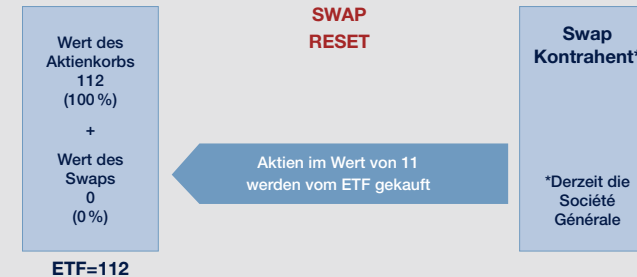 SWAP
RESET
Wert des
Aktienkorbs
112
(100 %)
+
Wert des
Swaps
0
(0 %)
ETF=112
Aktien im Wert von 11
werden vom ETF gekauft
Swap
Kontrahent*
*Derzeit die
Société
Générale